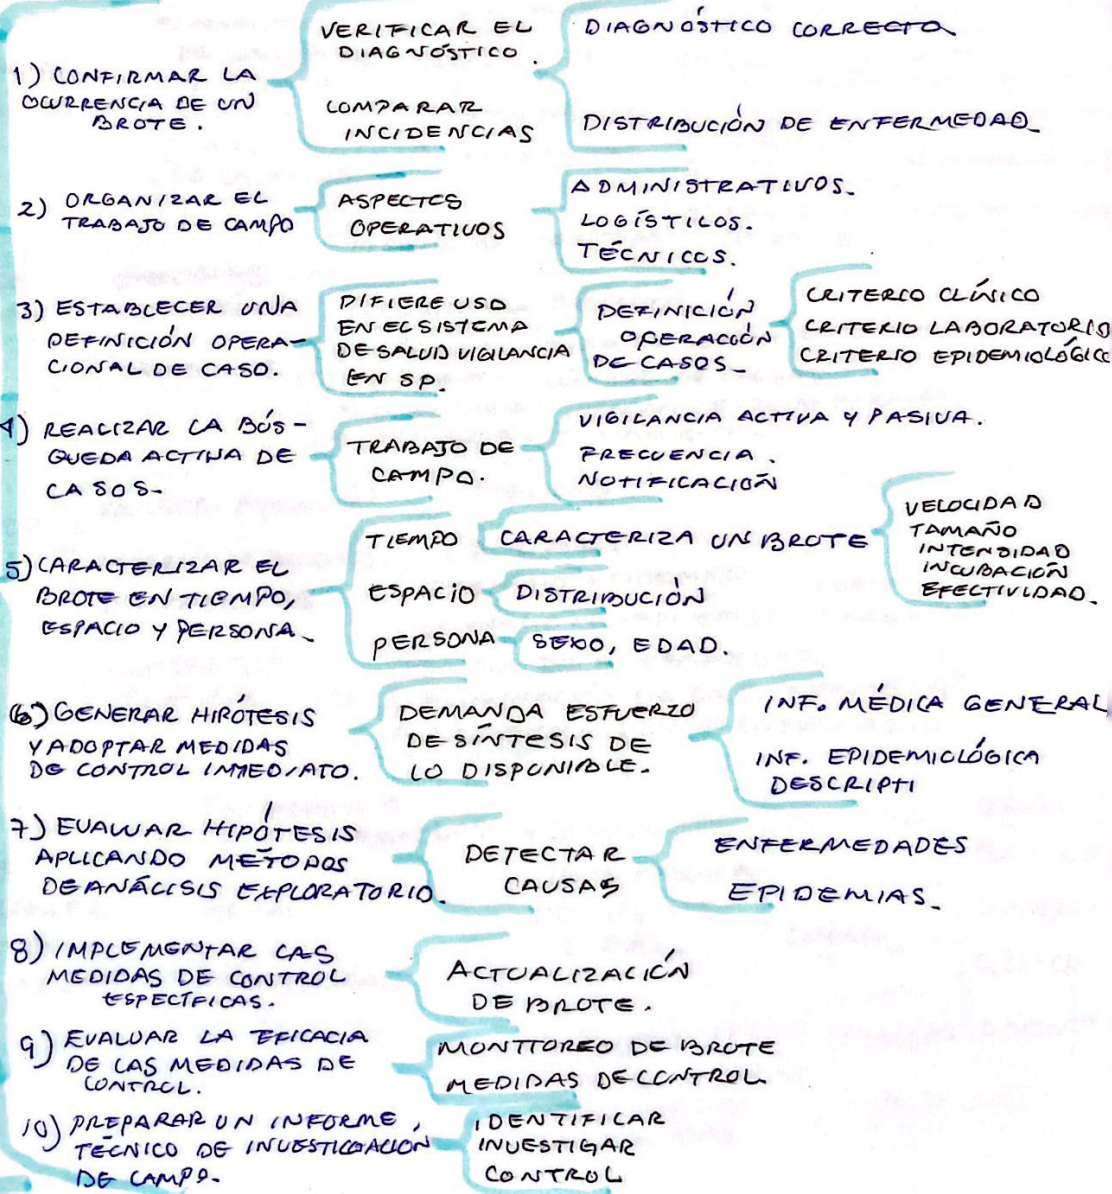 1) CONFIRMAR LA
OCURRENCIA DE UN
BROTE.
VERIFICAR EL
DIAGNÓSTICO.
COMPARAR
INCIDENCIAS
DIAGNÓSTICO CORRECTO
DISTRIBUCIÓN DE ENFERMEDAD.
2) ORGANIZAR EL
TRABAJO DE CAMPO
ASPECTOS
OPERATIVOS
ADMINISTRATIVOS.
LOGÍSTICOS.
TÉCNICOS.
3) ESTABLECER UNA
DEFINICIÓN OPERA-
CIONAL DE CASO.
DIFIERE USO
EN EL SISTEMA
DE SALUD VIGILANCIA
EN SP.
DEFINICIÓN
OPERACIÓN
DE CASOS.
CRITERIO CLÍNICO
CRITERIO LABORATORIO
CRITERIO EPIDEMIOLÓGICO
4) REALIZAR LA BÚS-
QUEDA ACTIVA DE
CASOS.
TRABAJO DE
CAMPO.
VIGILANCIA ACTIVA Y PASIVA.
FRECUENCIA.
NOTIFICACIÓN
5) CARACTERIZAR EL
BROTE EN TIEMPO,
ESPACIO Y PERSONA.
TIEMPO
CARACTERIZA UN BROTE
VELOCIDAD
TAMAÑO
INTENSIDAD
INCUBACIÓN
EFECTIVIDAD.
ESPACIO
DISTRIBUCIÓN
PERSONA
SEXO, EDAD.
6) GENERAR HIPÓTESIS
Y ADOPTAR MEDIDAS
DE CONTROL INMEDIATO.
DEMANDA ESFUERZO
DE SÍNTESIS DE
LO DISPONIBLE.
INF. MÉDICA GENERAL
INF. EPIDEMIOLÓGICA
DESCRIPTI
7) EVALUAR HIPÓTESIS
APLICANDO METODOS
DE ANÁLISIS EXPLORATORIO.
DETECTAR
CAUSAS
ENFERMEDADES
EPIDEMIAS.
8) IMPLEMENTAR LAS
MEDIDAS DE CONTROL
ESPECÍFICAS.
ACTUALIZACIÓN
DE BROTE.
9) EVALUAR LA EFICACIA
DE LAS MEDIDAS DE
CONTROL.
MONITOREO DE BROTE
MEDIDAS DE CONTROL
10) PREPARAR UN INFORME
TÉCNICO DE INVESTIGACION
DE CAMPO.
IDENTIFICAR
INVESTIGAR
CONTROL